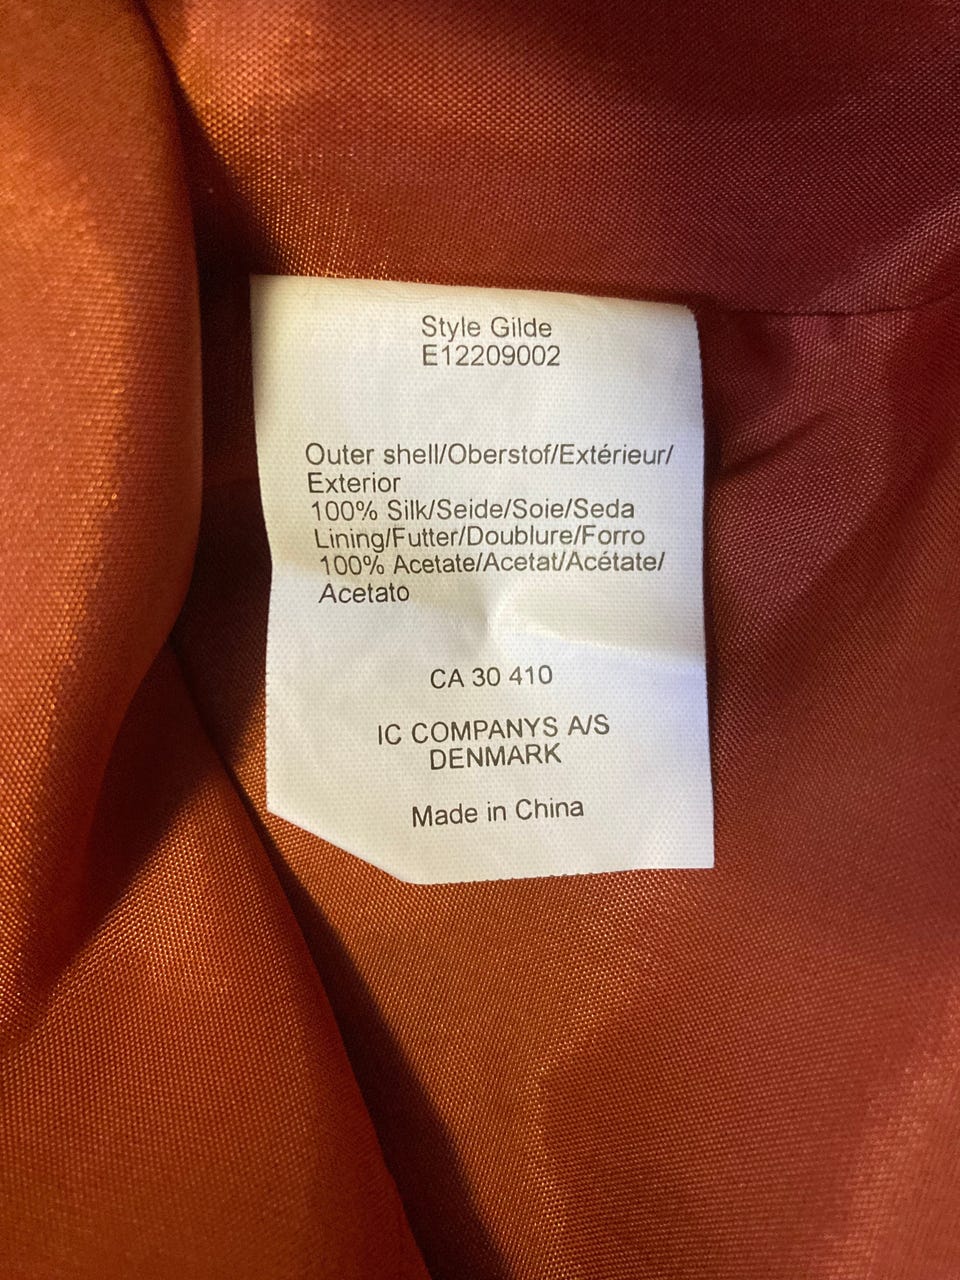 Style Gilde
E12209002
Outer shell/Oberstof/Extérieur/
Exterior
100% Silk/Seide/Soie/Seda
Lining/Futter/Doublure/Forro
100% Acetate/Acetat/Acétate/
Acetato
CA 30 410
IC COMPANYS A/S
DENMARK
Made in China